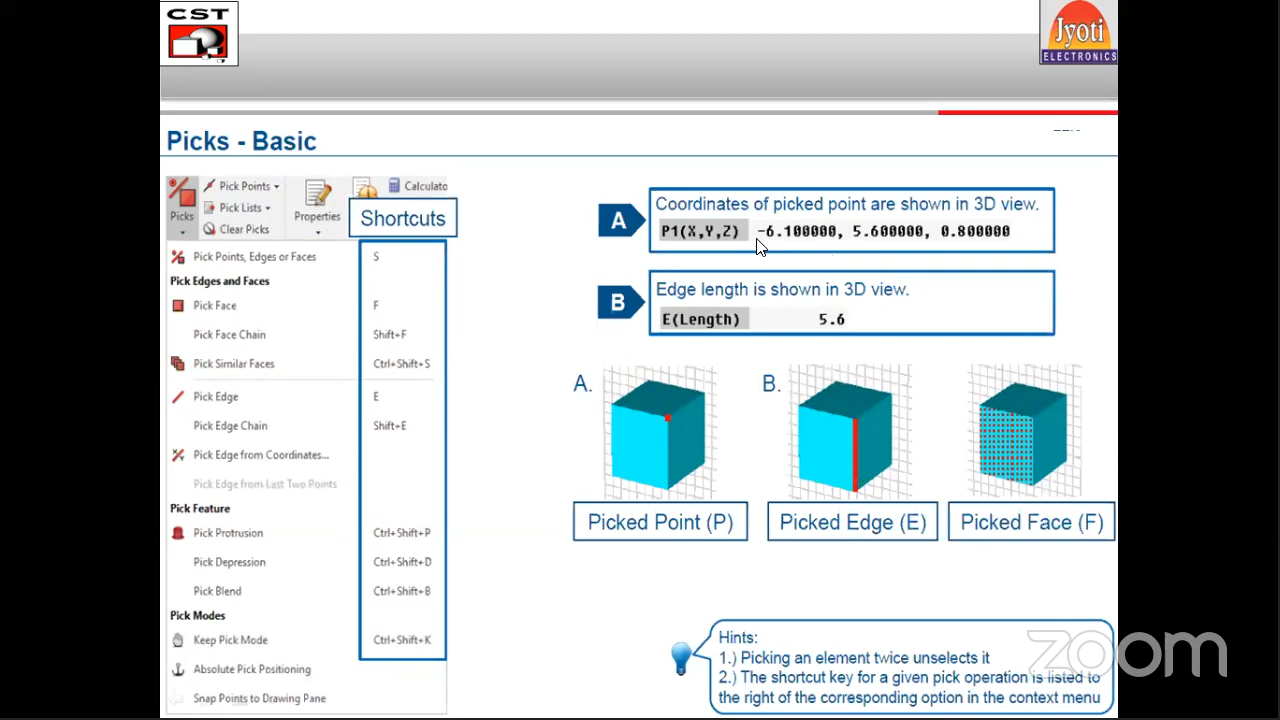 CST
Jyoti
ELECTRONICS
Picks - Basic
Picks
Pick Points
Pick Lists
Clear Picks
Properties
Calculato
Shortcuts
Pick Points, Edges or Faces S
Pick Edges and Faces
Pick Face F
Pick Face Chain Shift+F
Pick Similar Faces Ctrl+Shift+S
Pick Edge E
Pick Edge Chain Shift+E
Pick Edge from Coordinates...
Pick Edge from Last Two Points
Pick Feature
Pick Protrusion Ctrl+Shift+P
Pick Depression Ctrl+Shift+D
Pick Blend Ctrl+Shift+B
Pick Modes
Keep Pick Mode Ctrl+Shift+K
Absolute Pick Positioning
Snap Points to Drawing Pane
A
Coordinates of picked point are shown in 3D view.
P1(X,Y,Z) -6.100000, 5.600000, 0.800000
B
Edge length is shown in 3D view.
E(Length) 5.6
A.
B.
Picked Point (P)
Picked Edge (E)
Picked Face (F)
Hints:
1.) Picking an element twice unselects it
2.) The shortcut key for a given pick operation is listed to
the right of the corresponding option in the context menu
zoom